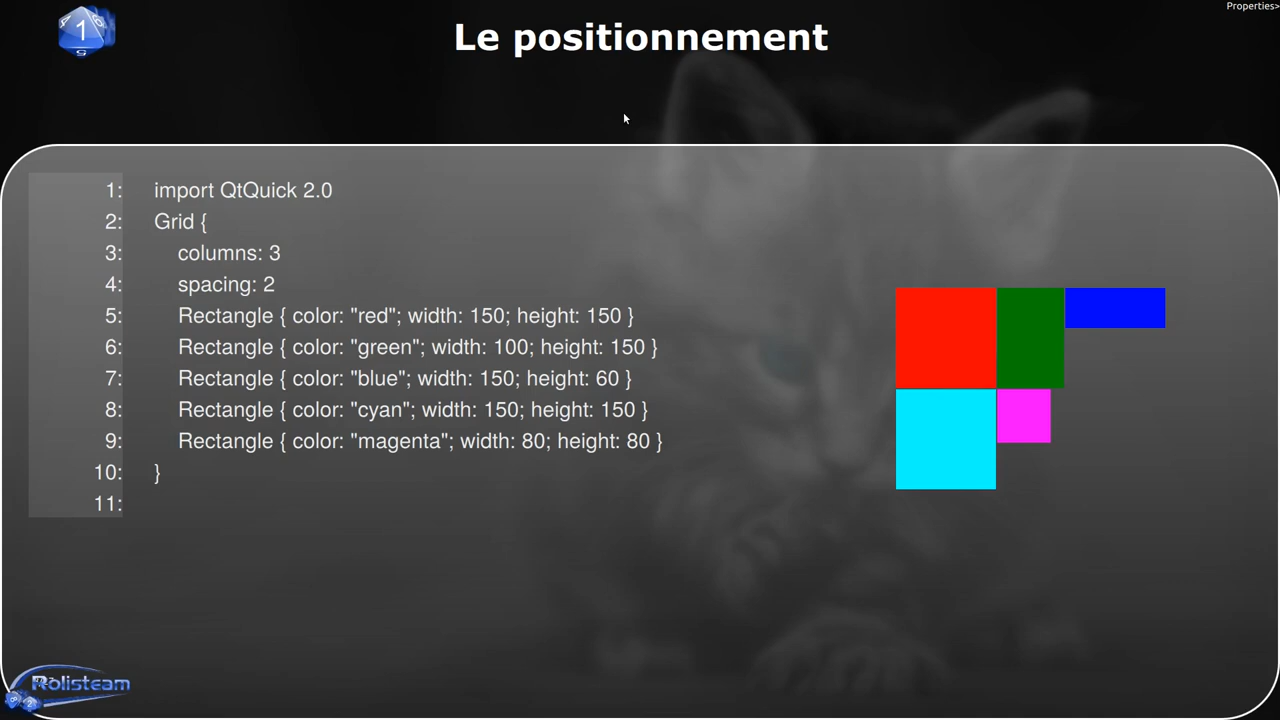 Properties>
Le positionnement
1: import QtQuick 2.0
2: Grid {
3: columns: 3
4: spacing: 2
5: Rectangle { color: "red"; width: 150; height: 150 }
6: Rectangle { color: "green"; width: 100; height: 150 }
7: Rectangle { color: "blue"; width: 150; height: 60 }
8: Rectangle { color: "cyan"; width: 150; height: 150 }
9: Rectangle { color: "magenta"; width: 80; height: 80 }
10: }
11:
Rolisteam